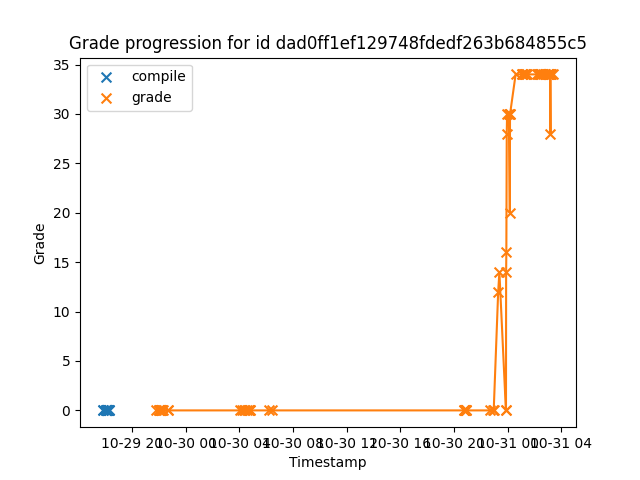 Grade progression for id dad0ff1ef129748fdedf263b684855c5
compile
grade
35
30
25
20
15
10
5
0
Grade
10-29 20 10-30 00 10-30 04 10-30 08 10-30 12 10-30 16 10-30 20 10-31 00 10-31 04
Timestamp